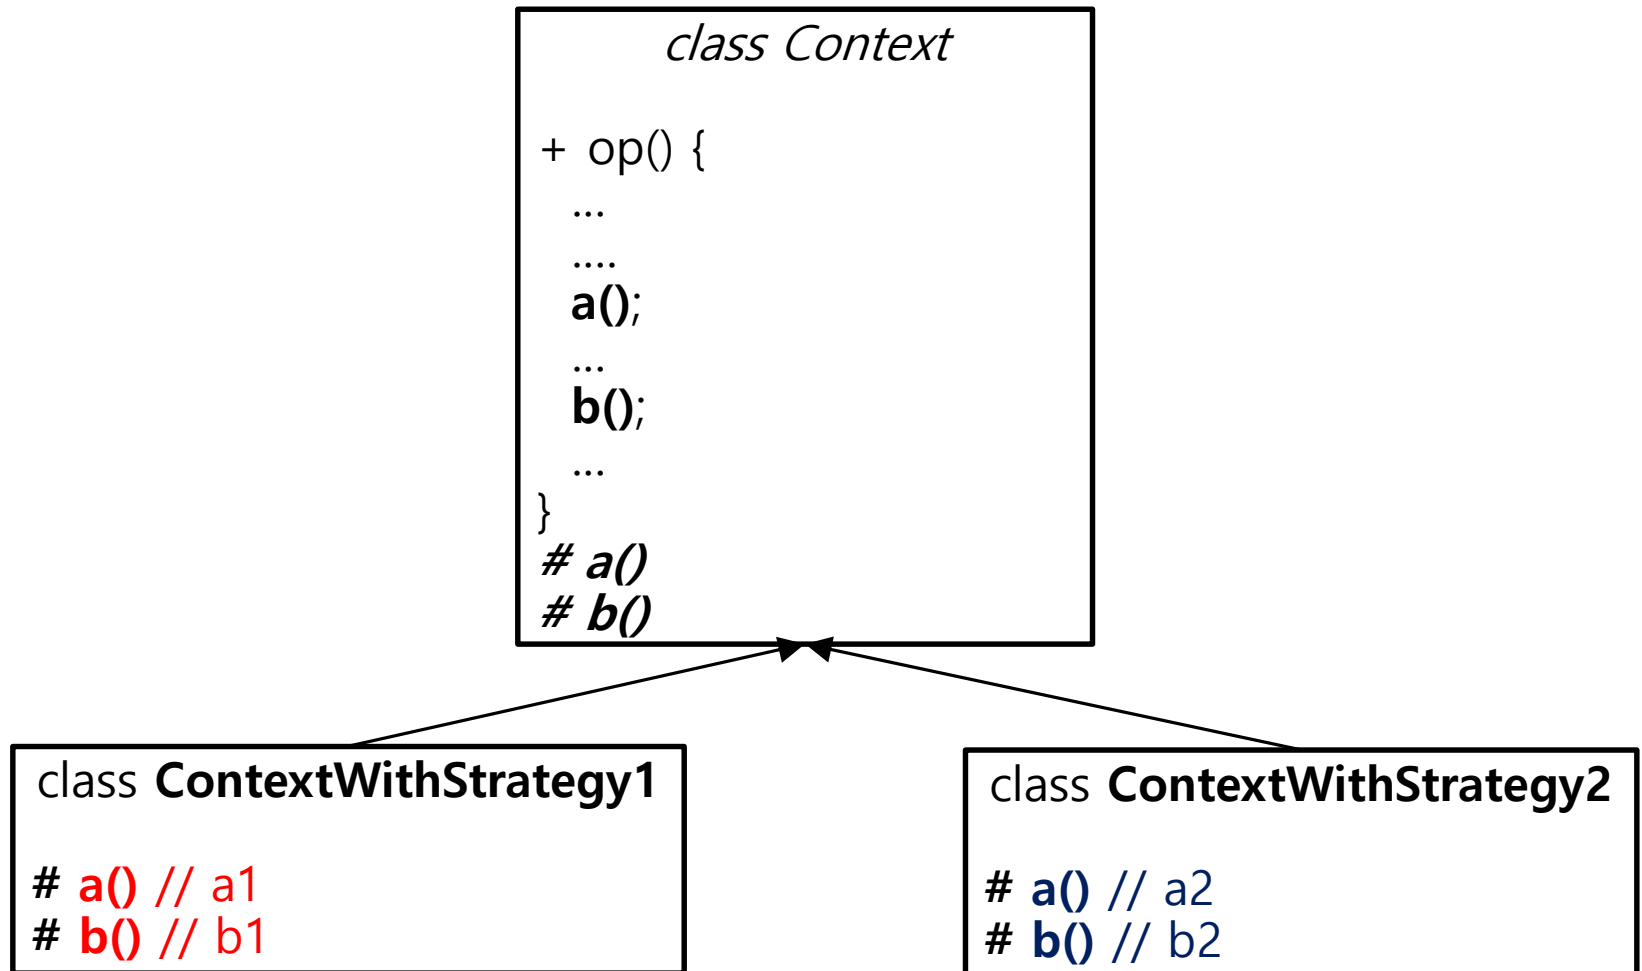 class Context
+ op() {
...
....
a();
...
b();
...
}
# a()
# b()
class ContextWithStrategy1
# a() // a1
# b() // b1
class ContextWithStrategy2
# a() // a2
# b() // b2